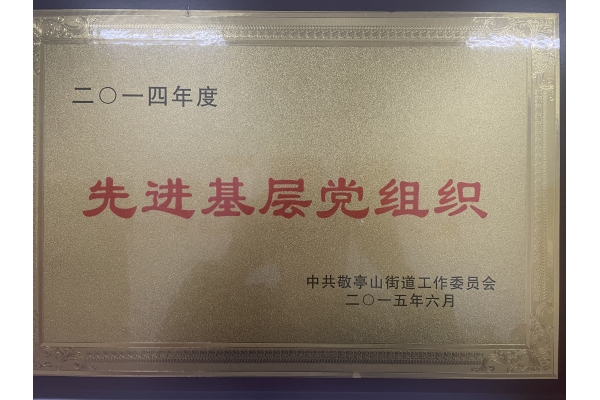 二〇一四年度
先进基层党组织
中共敬亭山街道工作委员会
二〇一五年六月